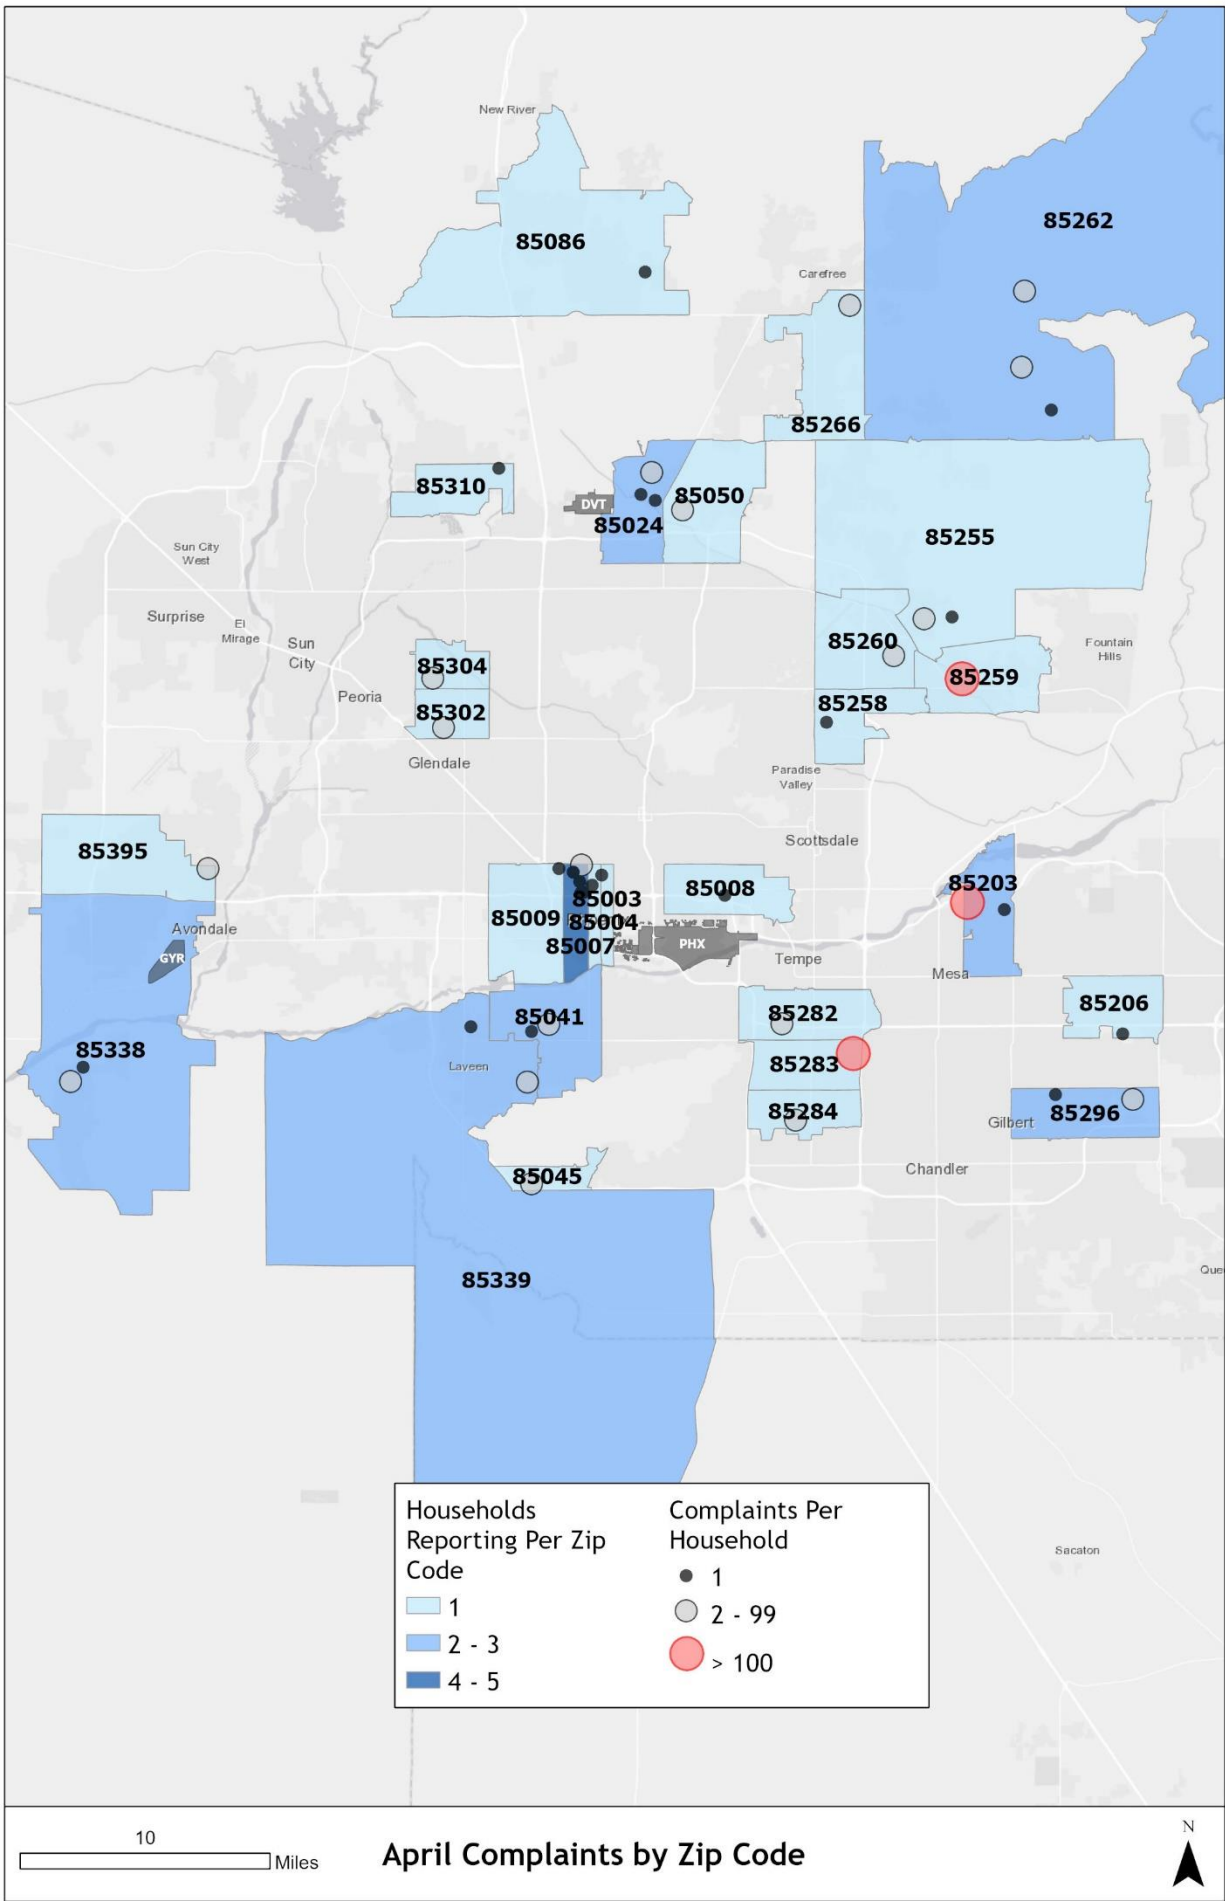 New River
85086
85262
Carefree
85266
85310
DVT
85050
85024
85255
Sun City
West
Surprise
El
Mirage
Sun
City
85260
Fountain
Hills
85304
85259
Peoria
85302
85258
Glendale
Paradise
Valley
Scottsdale
85395
85203
85008
85003
85009
85004
Avondale
85007
PHX
GYR
Tempe
Mesa
85206
85282
85041
85338
Laveen
85283
85284
85296
Gilbert
Chandler
85045
85339
Que
Households
Reporting Per Zip
Code
1
2 - 3
4 - 5
Complaints Per
Household
1
2 - 99
> 100
Sacaton
10
Miles
April Complaints by Zip Code
N